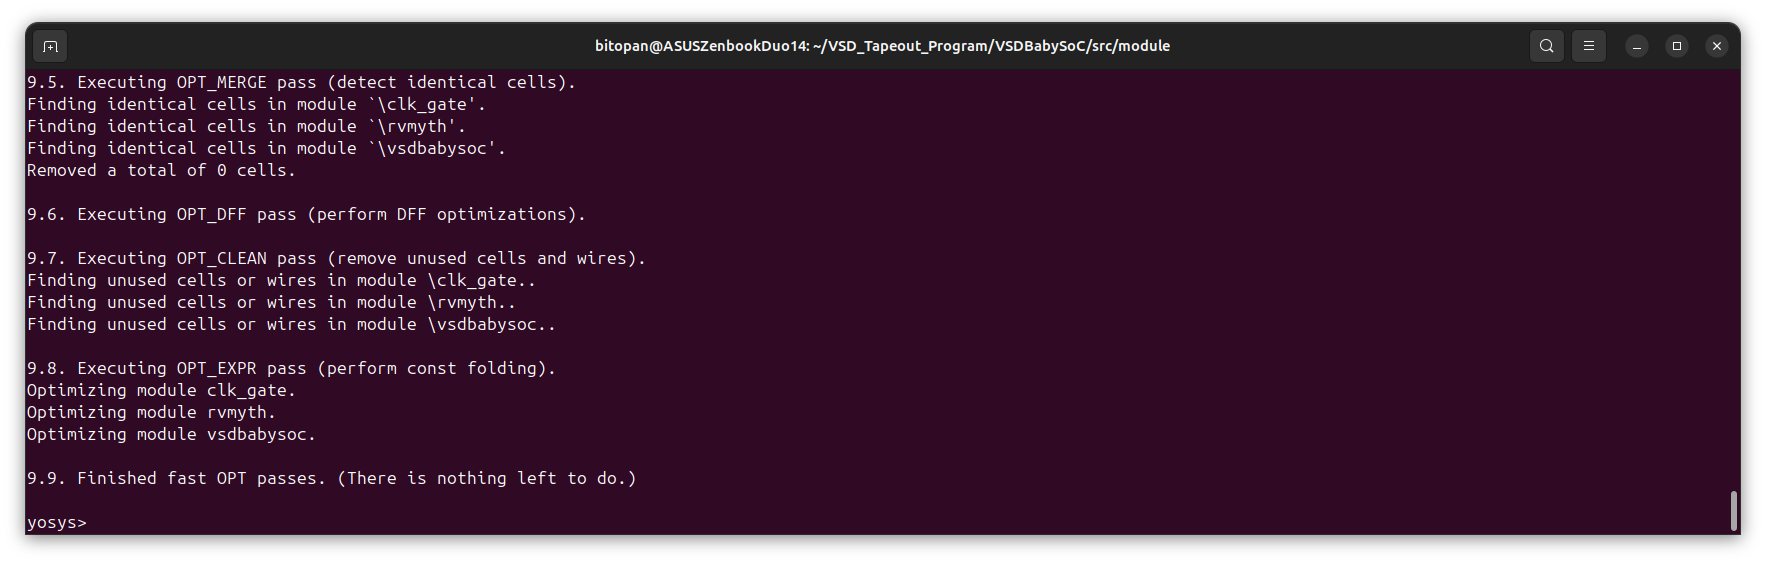 bitopan@ASUSZenbookDuo14: ~/VSD_Tapeout_Program/VSDBabySoC/src/module
9.5. Executing OPT_MERGE pass (detect identical cells).
Finding identical cells in module `\clk_gate'.
Finding identical cells in module `\rvmyth'.
Finding identical cells in module `\vsdbabysoc'.
Removed a total of 0 cells.
9.6. Executing OPT_DFF pass (perform DFF optimizations).
9.7. Executing OPT_CLEAN pass (remove unused cells and wires).
Finding unused cells or wires in module \clk_gate..
Finding unused cells or wires in module \rvmyth..
Finding unused cells or wires in module \vsdbabysoc..
9.8. Executing OPT_EXPR pass (perform const folding).
Optimizing module clk_gate.
Optimizing module rvmyth.
Optimizing module vsdbabysoc.
9.9. Finished fast OPT passes. (There is nothing left to do.)
yosys>